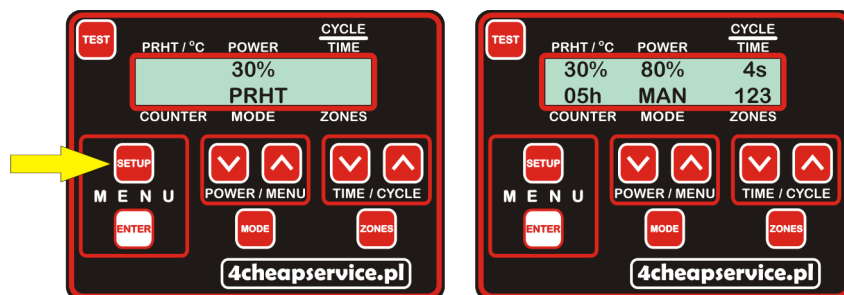 TEST
CYCLE
PRHT / °C POWER TIME
30%
PRHT
COUNTER MODE ZONES
SETUP
MENU
ENTER
POWER / MENU
TIME / CYCLE
MODE
ZONES
4cheapservice.pl
TEST
CYCLE
PRHT / °C POWER TIME
30% 80% 4s
05h MAN 123
COUNTER MODE ZONES
SETUP
MENU
ENTER
POWER / MENU
TIME / CYCLE
MODE
ZONES
4cheapservice.pl